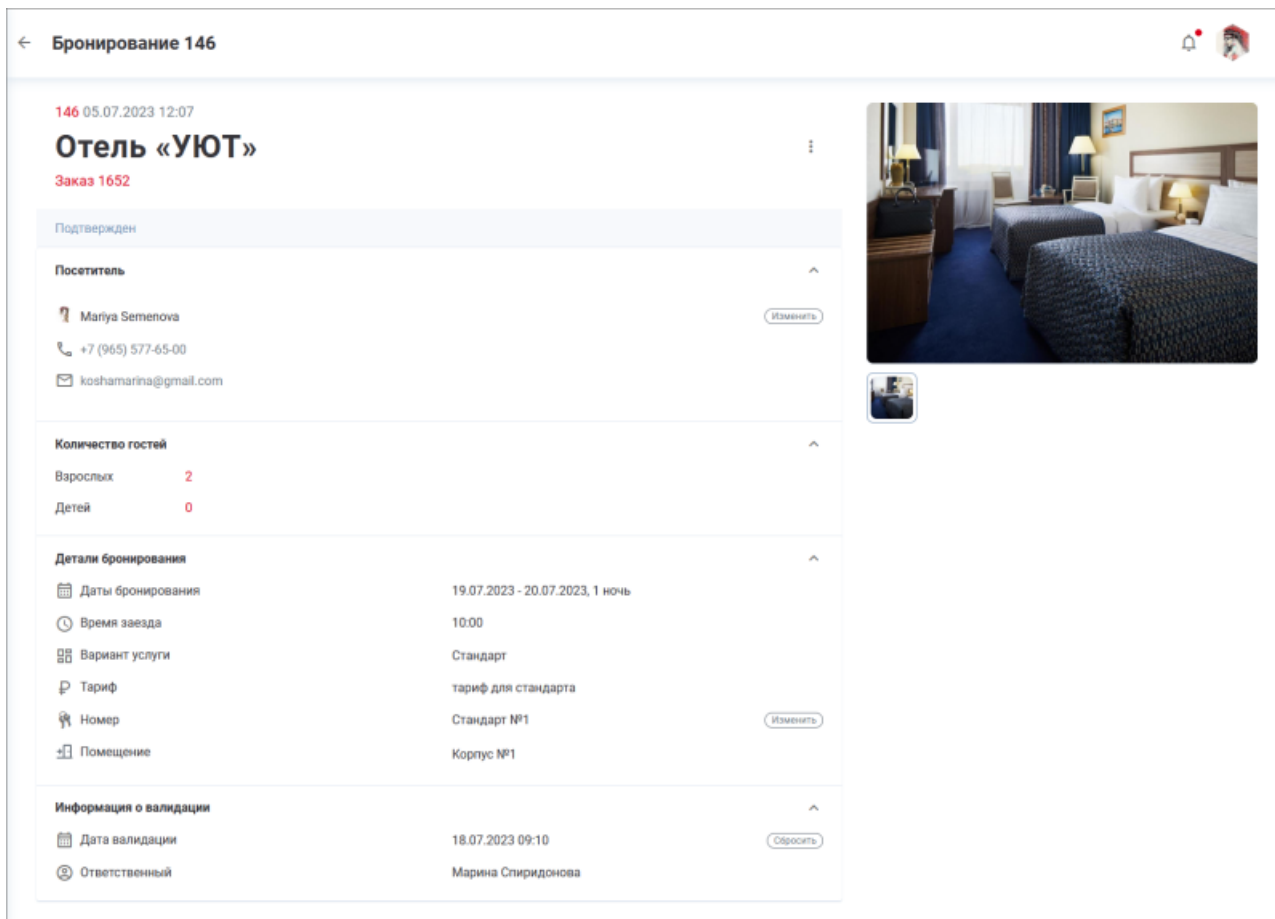 Бронирование 146
146 05.07.2023 12:07
Отель «УЮТ»
Заказ 1652
Подтвержден
Посетитель
Mariya Semenova Изменить
+7 (965) 577-65-00
koshamarina@gmail.com
Количество гостей
Взрослых 2
Детей 0
Детали бронирования
Даты бронирования 19.07.2023 - 20.07.2023, 1 ночь
Время заезда 10:00
Вариант услуги Стандарт
Тариф тариф для стандарта
Номер Стандарт №1 Изменить
Помещение Корпус №1
Информация о валидации
Дата валидации 18.07.2023 09:10 Сбросить
Ответственный Марина Спиридонова